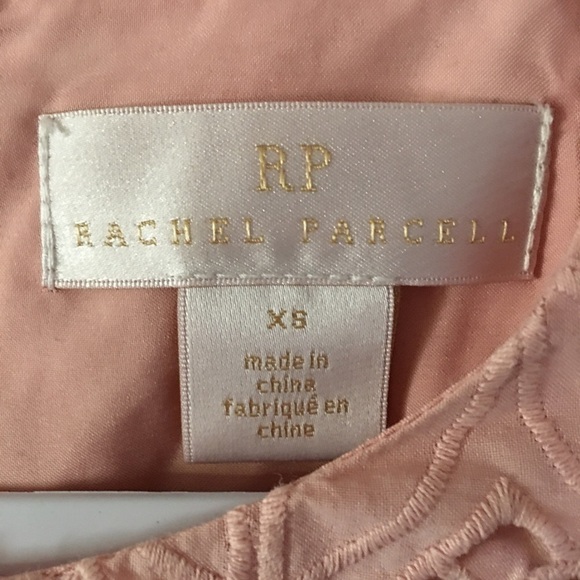 RP
RACHEL PARCELL
XS
made in
china
fabriqué en
chine